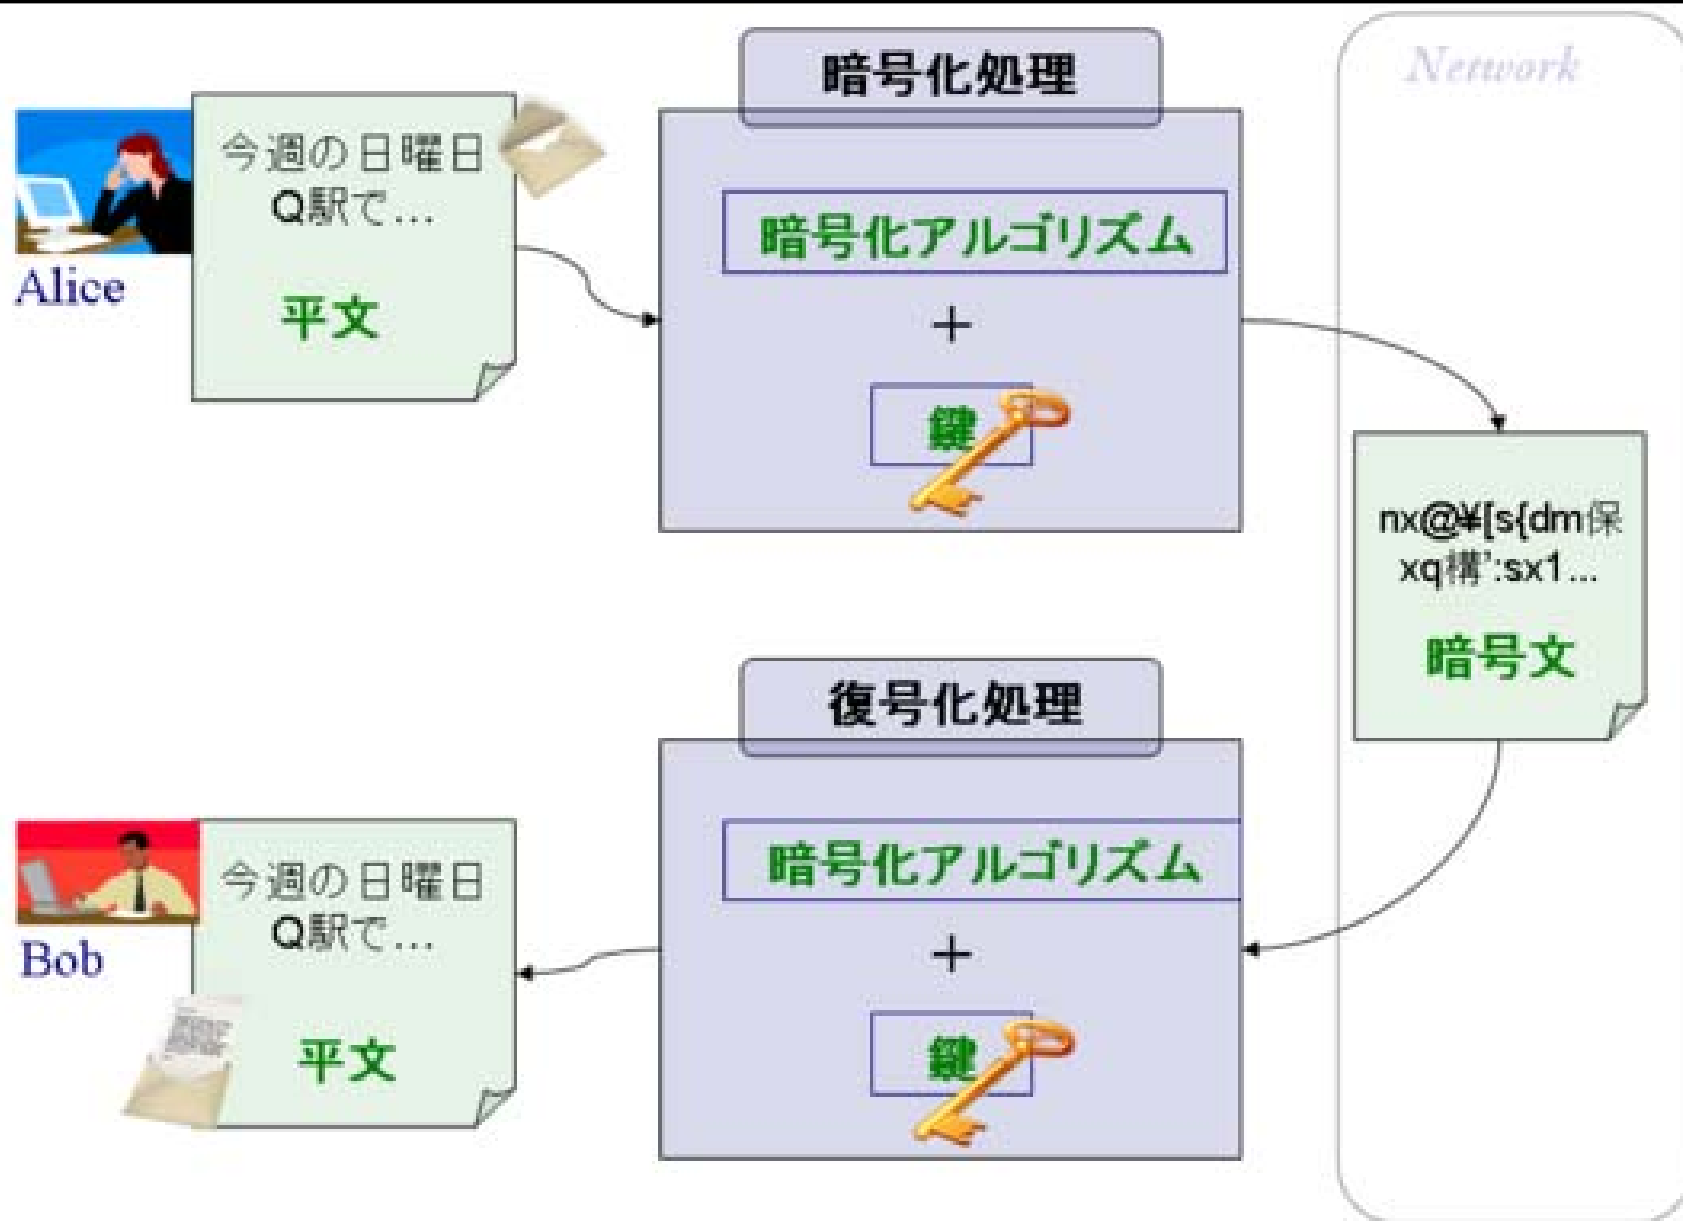 暗号化処理
Network
今週の日曜日
Q駅で...
平文
Alice
暗号化アルゴリズム
+
鍵
nx@¥[s{dm保
xq構':sx1...
暗号文
復号化処理
暗号化アルゴリズム
+
鍵
今週の日曜日
Q駅で...
平文
Bob